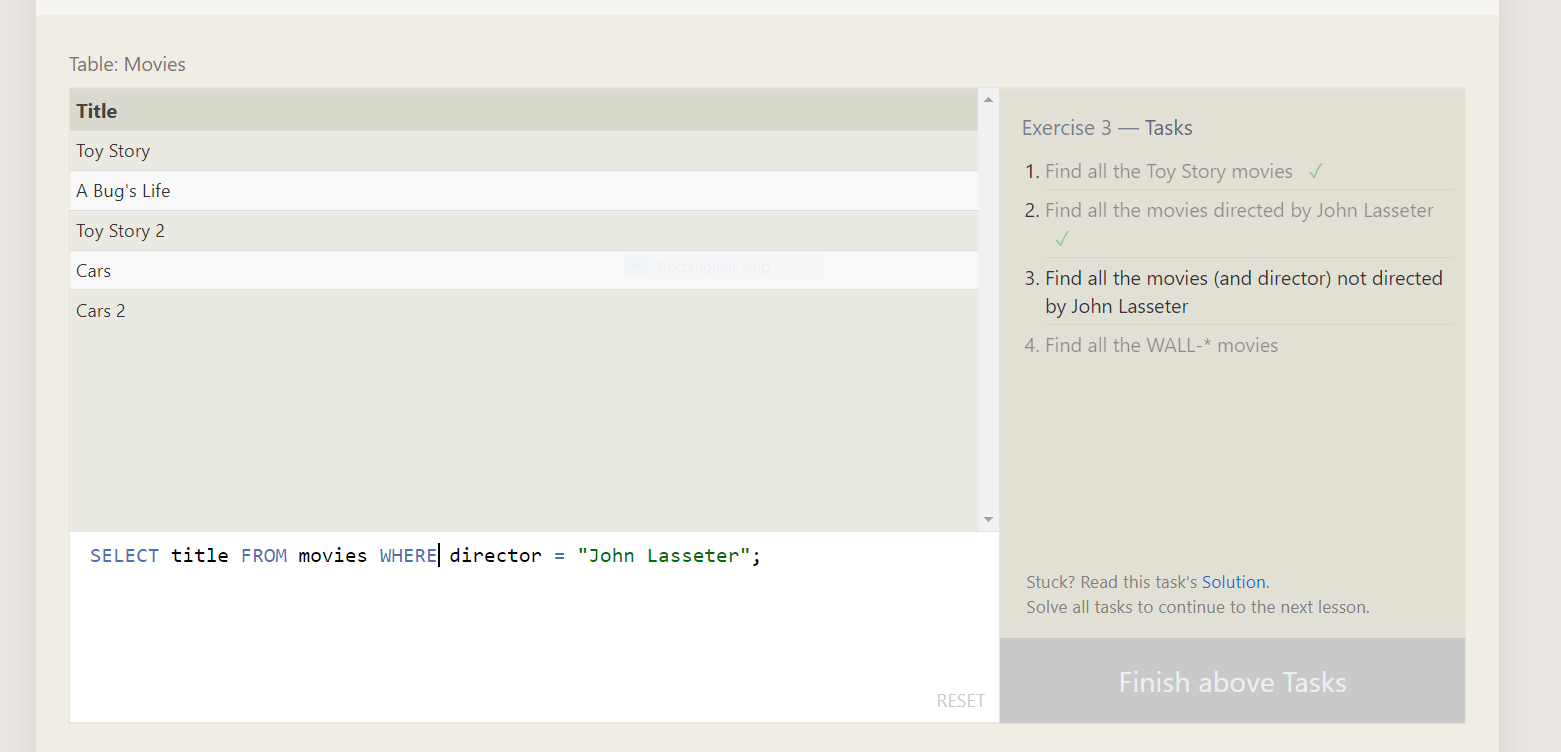 Table: Movies
Title
Toy Story
A Bug's Life
Toy Story 2
Cars
Rectangular Snip
Cars 2
SELECT title FROM movies WHERE director = "John Lasseter";
RESET
Exercise 3 — Tasks
1. Find all the Toy Story movies ✓
2. Find all the movies directed by John Lasseter
✓
3. Find all the movies (and director) not directed
by John Lasseter
4. Find all the WALL-* movies
Stuck? Read this task's Solution.
Solve all tasks to continue to the next lesson.
Finish above Tasks